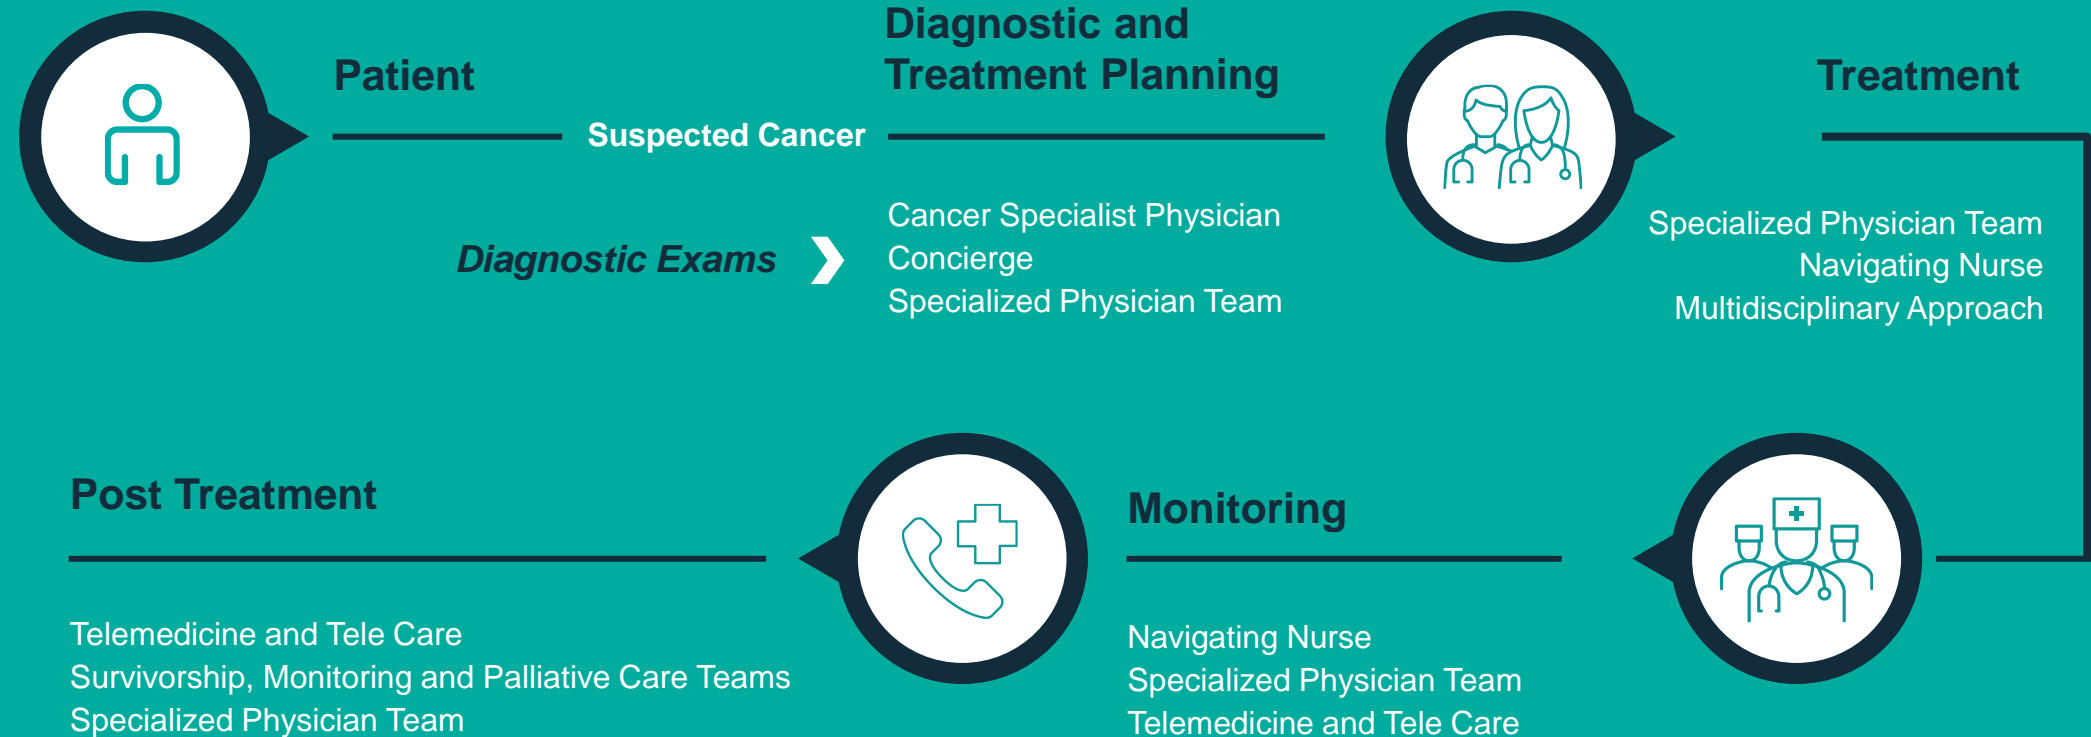 Patient
Suspected Cancer
Diagnostic Exams
Diagnostic and
Treatment Planning
Cancer Specialist Physician
Concierge
Specialized Physician Team
Treatment
Specialized Physician Team
Navigating Nurse
Multidisciplinary Approach
Monitoring
Navigating Nurse
Specialized Physician Team
Telemedicine and Tele Care
Post Treatment
Telemedicine and Tele Care
Survivorship, Monitoring and Palliative Care Teams
Specialized Physician Team